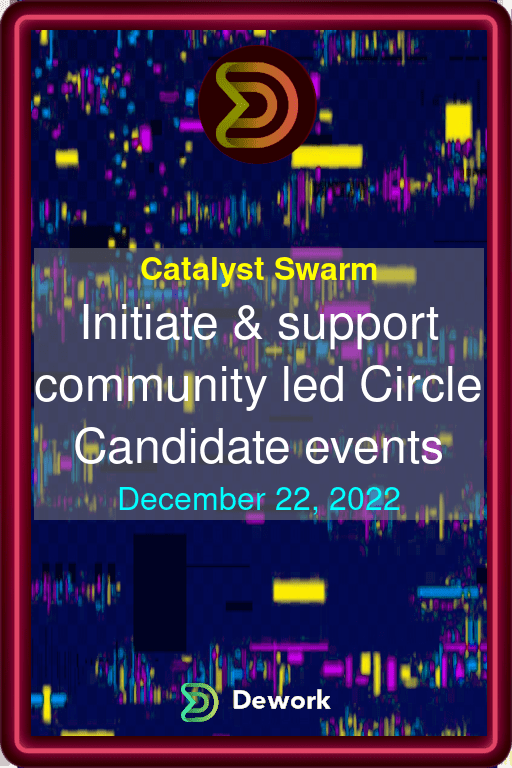 Catalyst Swarm
Initiate & support
community led Circle
Candidate events
December 22, 2022
Dework